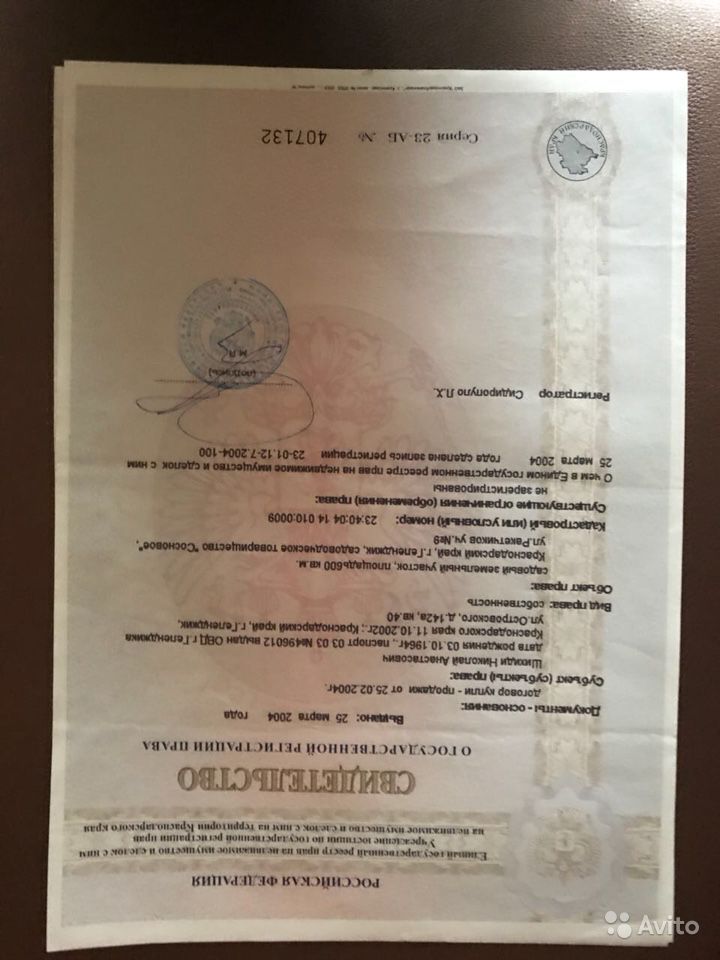 Avito
РОССИЙСКАЯ ФЕДЕРАЦИЯ
Единый государственный реестр прав на недвижимое имущество и сделок с ним
Учреждение юстиции по государственной регистрации прав
на недвижимое имущество и сделок с ним на территории Краснодарского края
СВИДЕТЕЛЬСТВО
О ГОСУДАРСТВЕННОЙ РЕГИСТРАЦИИ ПРАВА
Выдано: 25 марта 2004 года
Документы - основания:
договор купли - продажи от 25.02.2004г.
Субъект (субъекты) права:
Шихиди Николай Анастасович
дата рождения 03.10.1964г., паспорт 03 03 №496012 выдан ОВД г.Геленджика
Краснодарского края 11.10.2002г.; Краснодарский край, г.Геленджик,
ул.Островского, д.142а, кв.40
Вид права: собственность
Объект права:
садовый земельный участок, площадь600 кв.м.
Краснодарский край, г.Геленджик, садоводческое товарищество "Сосновое",
ул.Ракетчиков уч.№9
Кадастровый (или условный) номер: 23:40:04 14 010:0009
Существующие ограничения (обременения) права:
не зарегистрированы
О чем в Едином государственном реестре прав на недвижимое имущество и сделок с ним
25 марта 2004 года сделана запись регистрации 23-01.12-7.2004-100
Регистратор Сидиропуло Л.Х.
(подпись)
М.П.
КРАСНОДАРСКИЙ КРАЙ
Серия 23-АБ № 407132